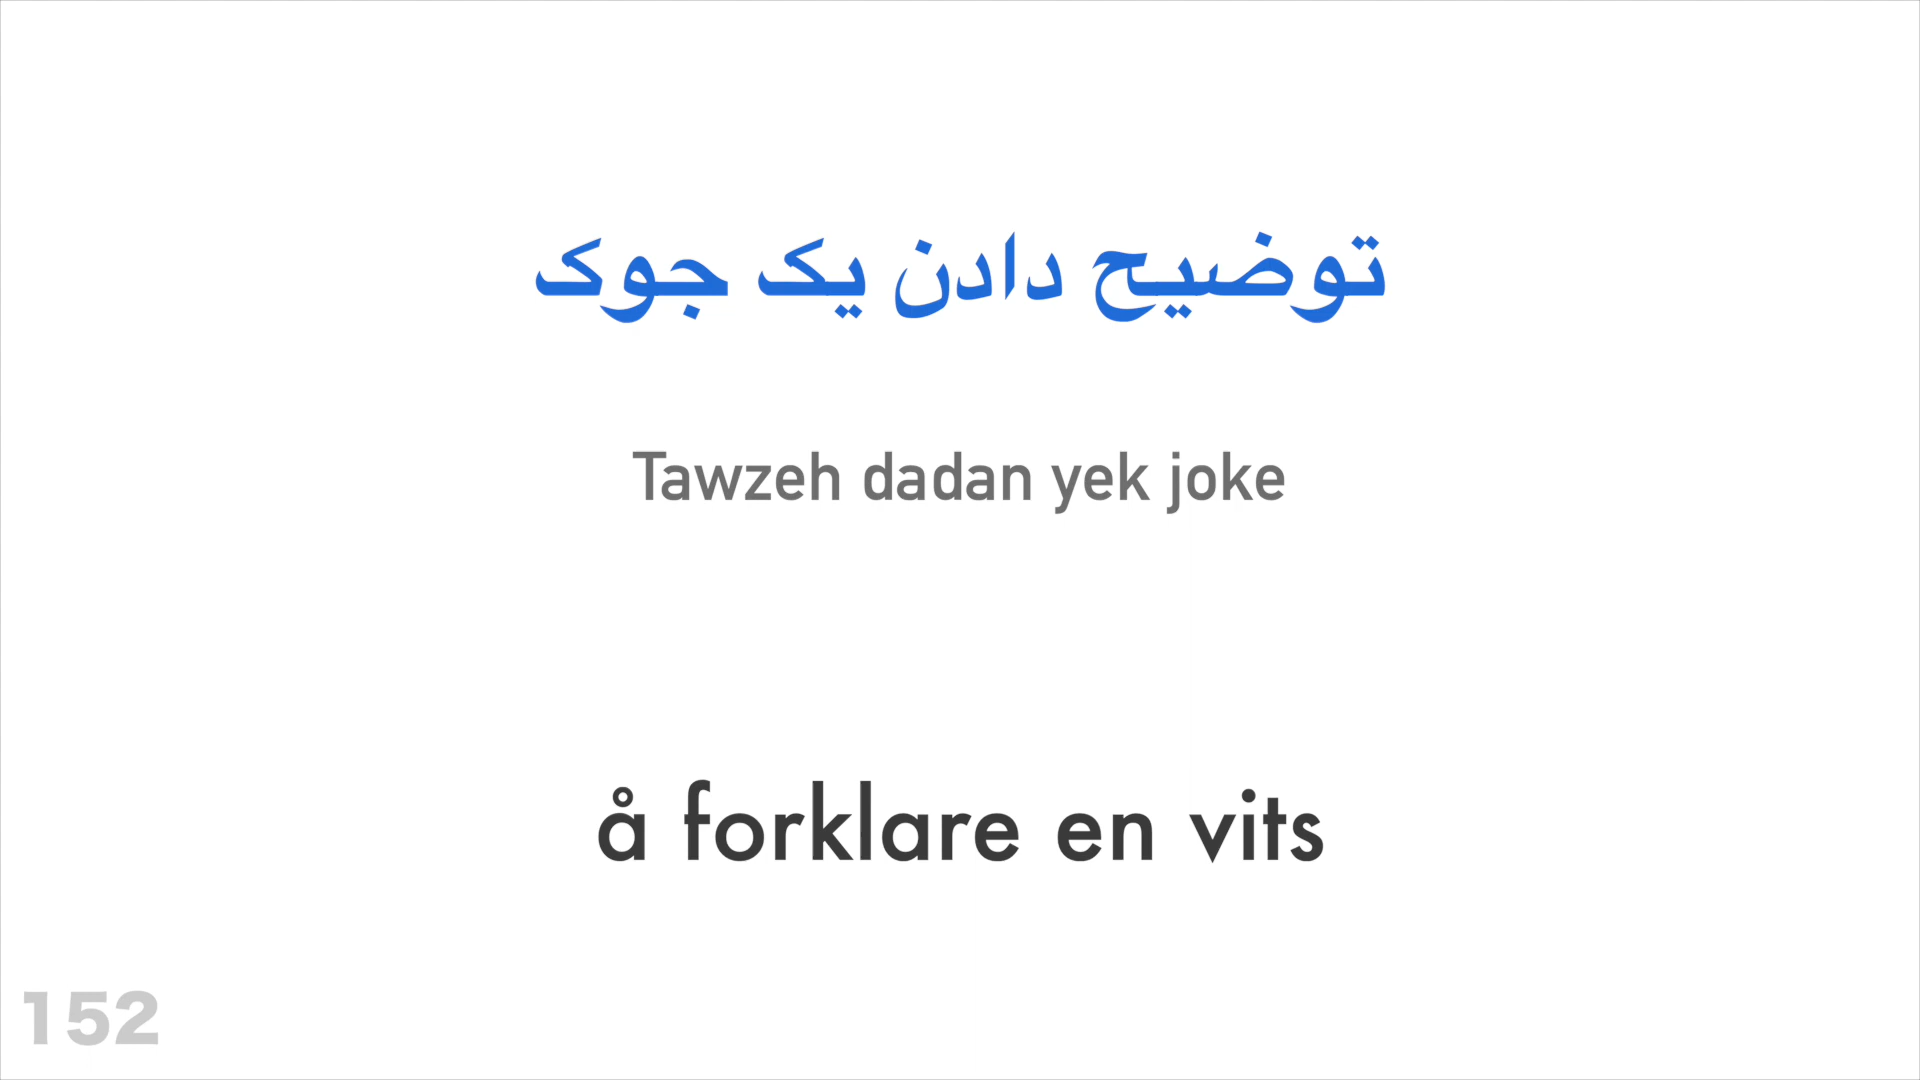 توضیح دادن یک جوک
Tawzeh dadan yek joke
å forklare en vits
152